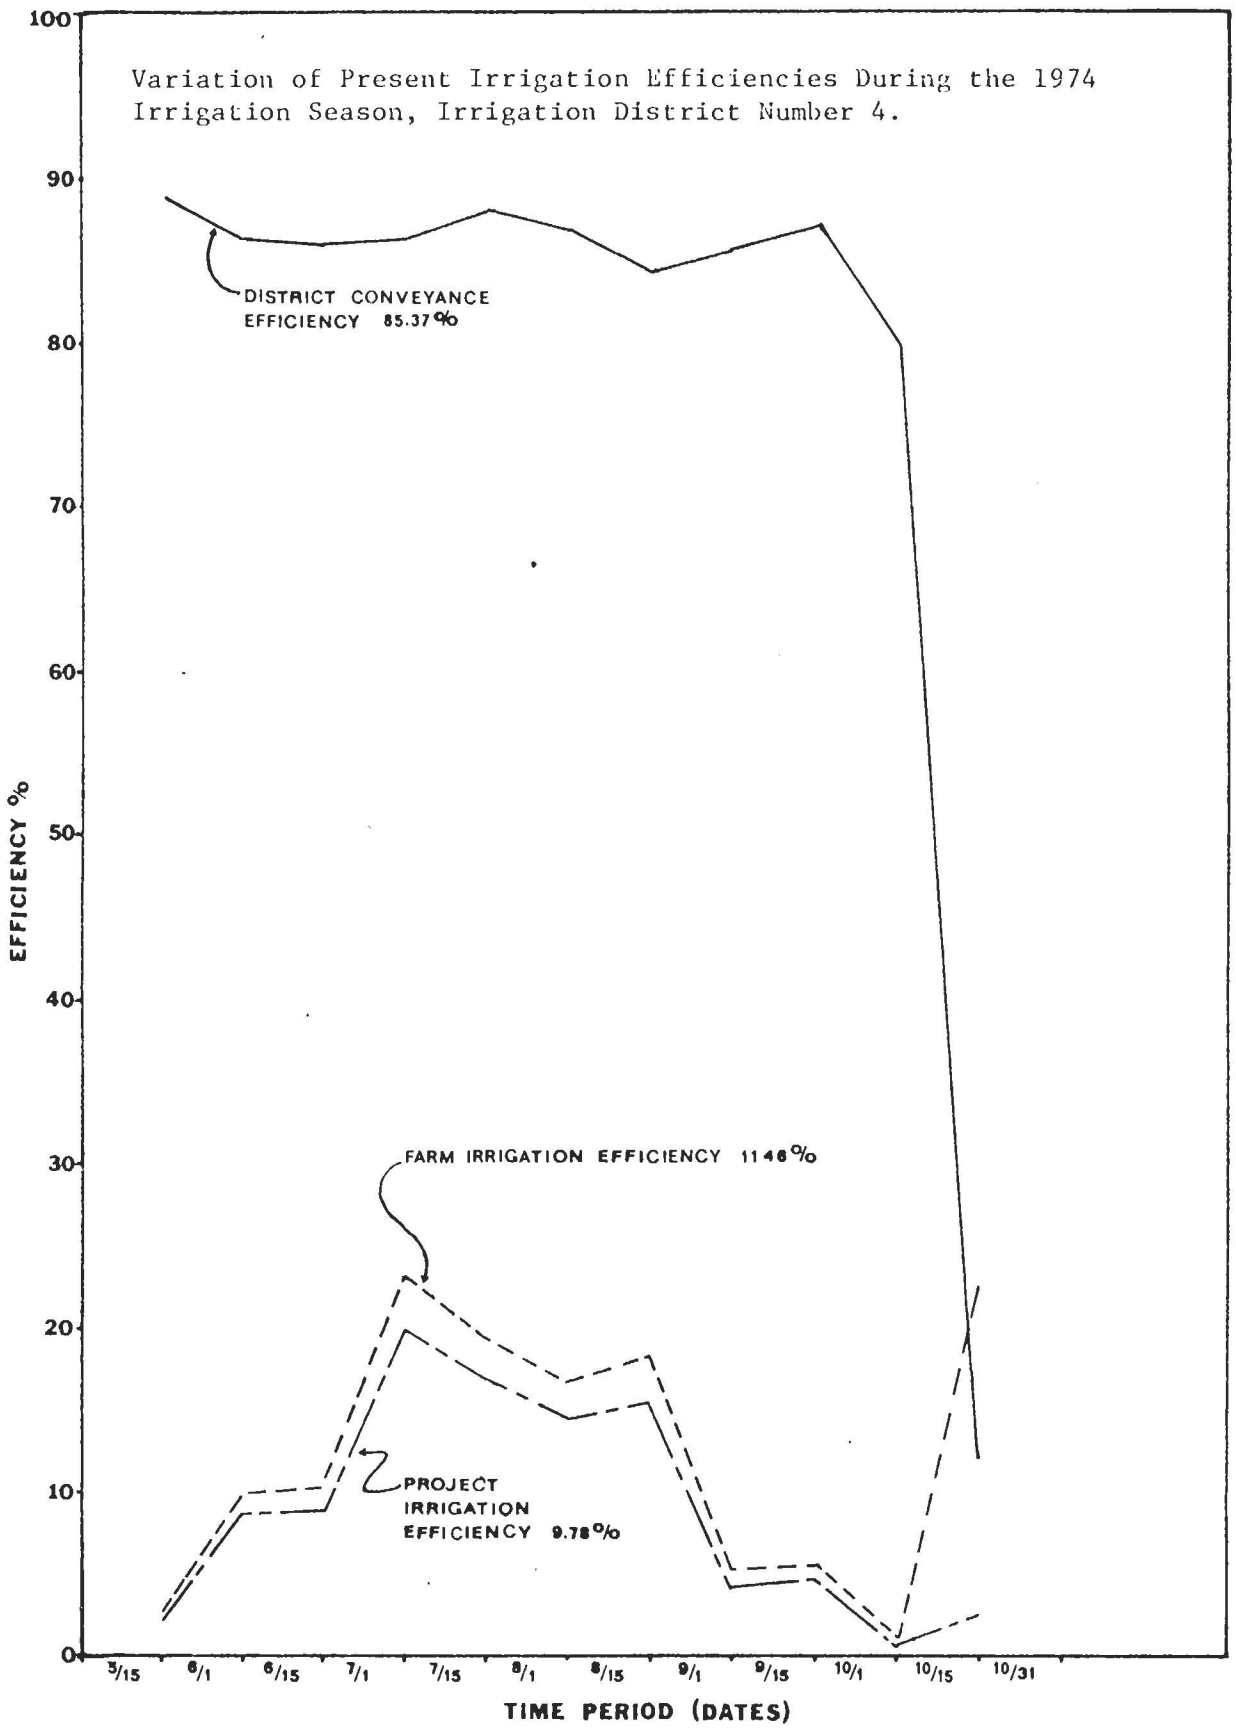 100
Variation of Present Irrigation Efficiencies During the 1974
Irrigation Season, Irrigation District Number 4.
90
DISTRICT CONVEYANCE
EFFICIENCY 85.37%
80
70
60
EFFICIENCY %
50
40
30
FARM IRRIGATION EFFICIENCY 11 46%
20
10
PROJECT
IRRIGATION
EFFICIENCY 9.78%
0
5/15 6/1 6/15 7/1 7/15 8/1 8/15 9/1 9/15 10/1 10/15 10/31
TIME PERIOD (DATES)